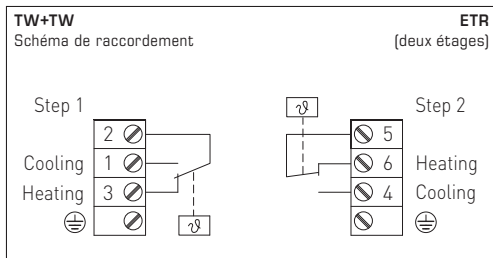 TW+TW ETR
Schéma de raccordement (deux étages)
Step 1 ϑ Step 2
2 5
Cooling 1 6 Heating
Heating 3 4 Cooling
ϑ